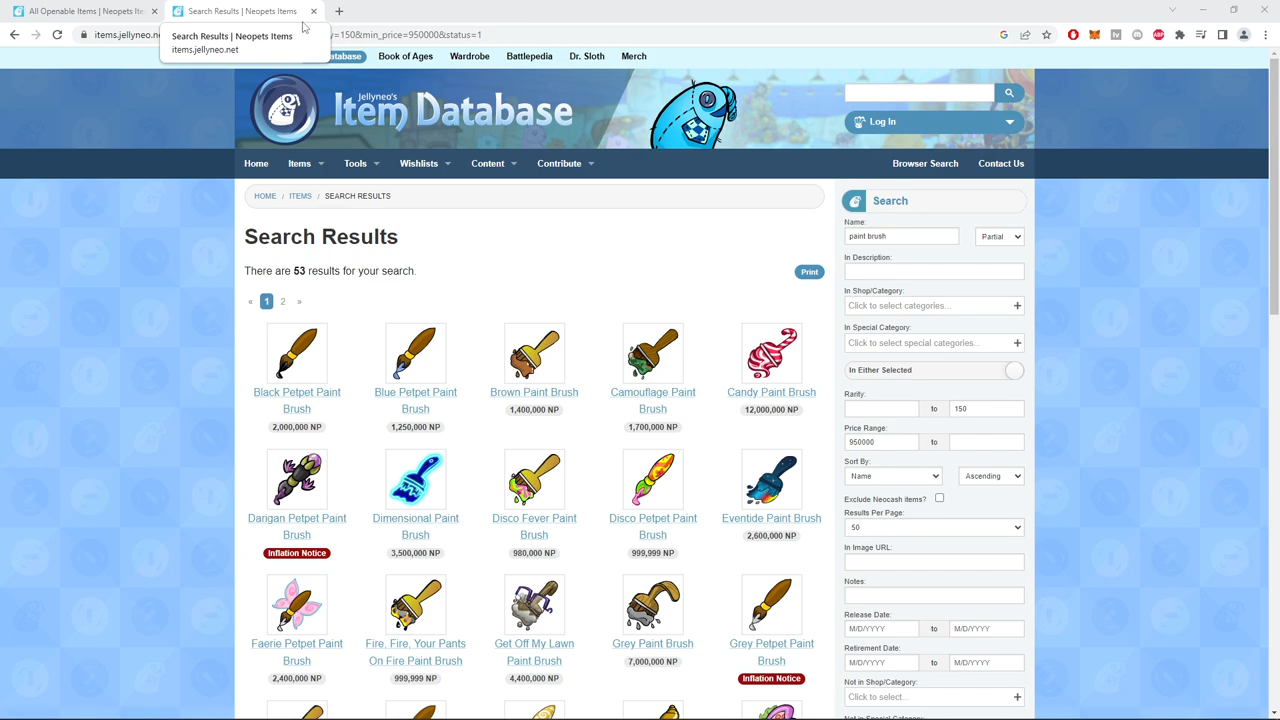 All Openable Items | Neopets Ite
Search Results | Neopets Items
items.jellyneo.ne
y=150&min_price=950000&status=1
Search Results | Neopets Items
items.jellyneo.net
Database
Book of Ages
Wardrobe
Battlepedia
Dr. Sloth
Merch
Jellyneo's
Item Database
Log In
Home
Items
Tools
Wishlists
Content
Contribute
Browser Search
Contact Us
HOME / ITEMS / SEARCH RESULTS
Search Results
There are 53 results for your search.
Print
« 1 2 »
Black Petpet Paint
Brush
2,000,000 NP
Blue Petpet Paint
Brush
1,250,000 NP
Brown Paint Brush
1,400,000 NP
Camouflage Paint
Brush
1,700,000 NP
Candy Paint Brush
12,000,000 NP
Darigan Petpet Paint
Brush
Inflation Notice
Dimensional Paint
Brush
3,500,000 NP
Disco Fever Paint
Brush
980,000 NP
Disco Petpet Paint
Brush
999,999 NP
Eventide Paint Brush
2,600,000 NP
Faerie Petpet Paint
Brush
2,400,000 NP
Fire, Fire, Your Pants
On Fire Paint Brush
999,999 NP
Get Off My Lawn
Paint Brush
4,400,000 NP
Grey Paint Brush
7,000,000 NP
Grey Petpet Paint
Brush
Inflation Notice
Search
Name:
paint brush
Partial
In Description:
In Shop/Category:
Click to select categories... +
In Special Category:
Click to select special categories... +
In Either Selected
Rarity:
to 150
Price Range:
950000 to
Sort By:
Name
Ascending
Exclude Neocash items?
Results Per Page:
50
In Image URL:
Notes:
Release Date:
M/D/YYYY to M/D/YYYY
Retirement Date:
M/D/YYYY to M/D/YYYY
Not in Shop/Category:
Click to select... +